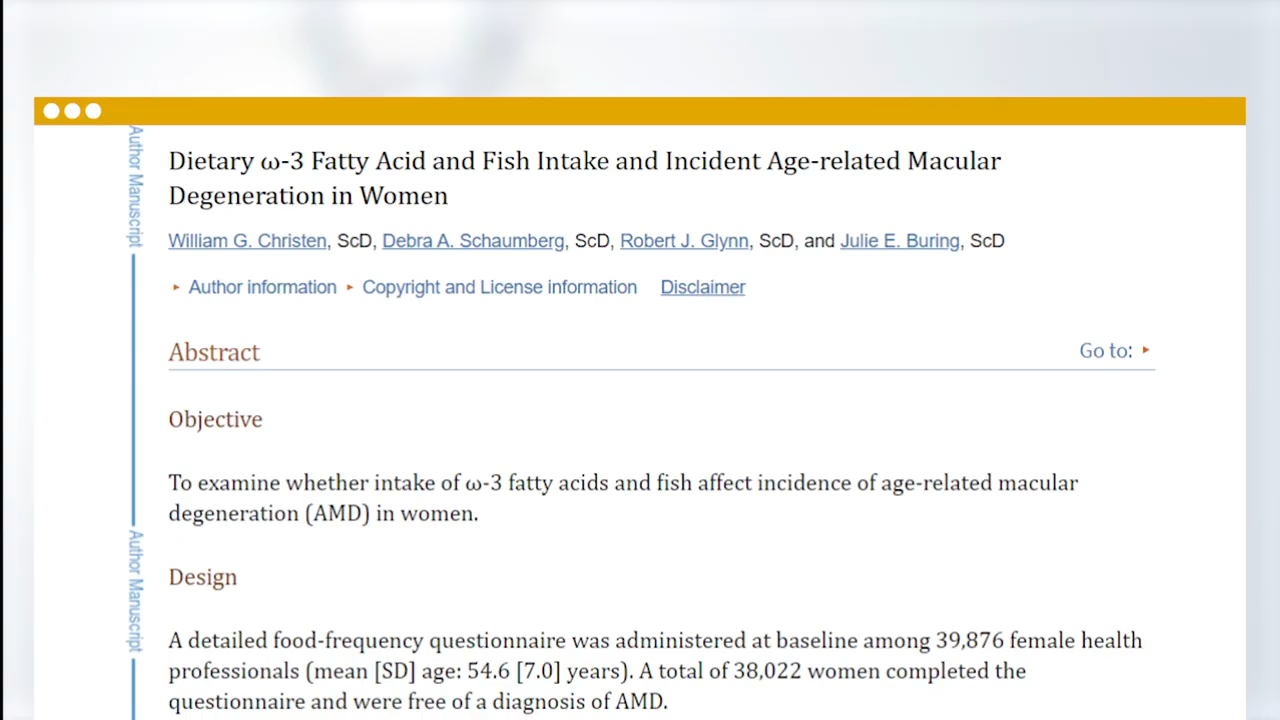 Dietary ω-3 Fatty Acid and Fish Intake and Incident Age-related Macular
Degeneration in Women
William G. Christen, ScD, Debra A. Schaumberg, ScD, Robert J. Glynn, ScD, and Julie E. Buring, ScD
Author information Copyright and License information Disclaimer
Abstract
Go to:
Objective
To examine whether intake of ω-3 fatty acids and fish affect incidence of age-related macular
degeneration (AMD) in women.
Design
A detailed food-frequency questionnaire was administered at baseline among 39,876 female health
professionals (mean [SD] age: 54.6 [7.0] years). A total of 38,022 women completed the
questionnaire and were free of a diagnosis of AMD.
Author Manuscript
Author Manuscript